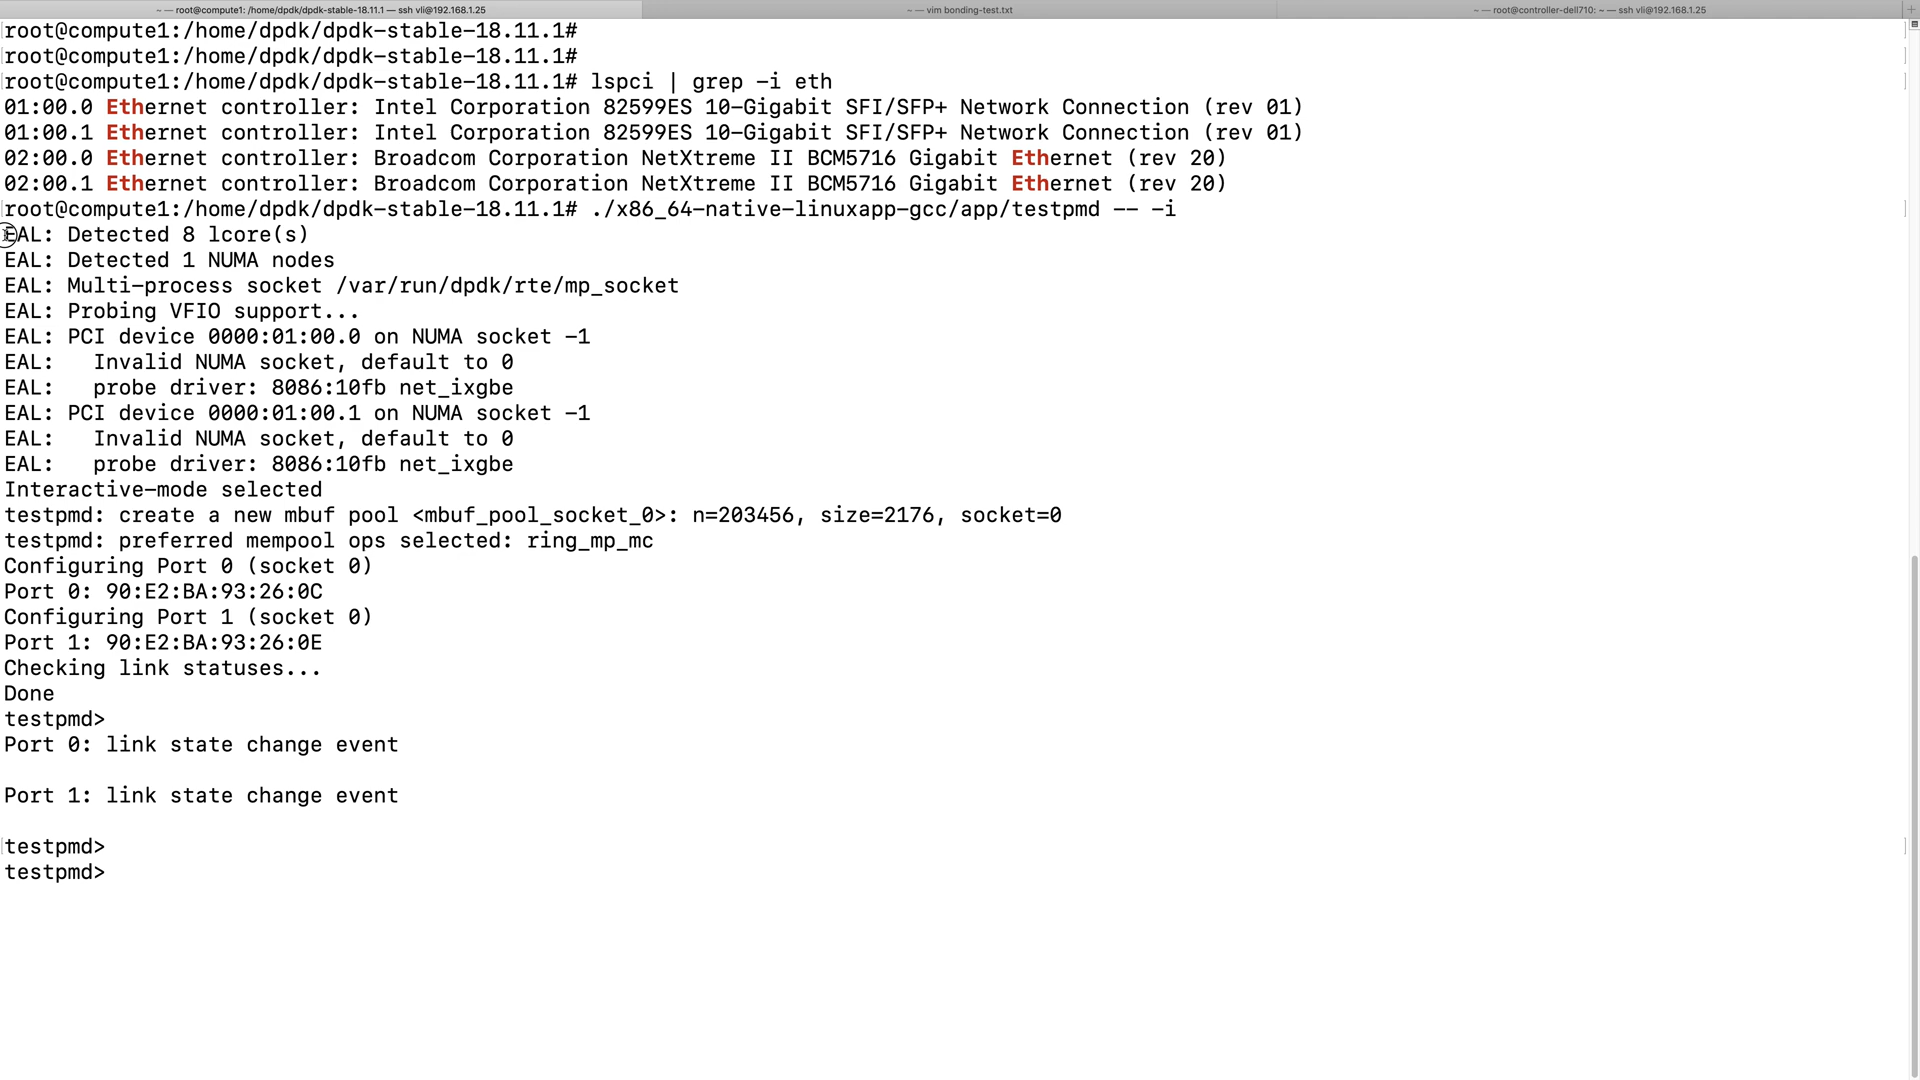 ~ — root@compute1: /home/dpdk/dpdk-stable-18.11.1 — ssh vli@192.168.1.25
~ — vim bonding-test.txt
~ — root@controller-dell710: ~ — ssh vli@192.168.1.25
root@compute1:/home/dpdk/dpdk-stable-18.11.1#
root@compute1:/home/dpdk/dpdk-stable-18.11.1#
root@compute1:/home/dpdk/dpdk-stable-18.11.1# lspci | grep -i eth
01:00.0 Ethernet controller: Intel Corporation 82599ES 10-Gigabit SFI/SFP+ Network Connection (rev 01)
01:00.1 Ethernet controller: Intel Corporation 82599ES 10-Gigabit SFI/SFP+ Network Connection (rev 01)
02:00.0 Ethernet controller: Broadcom Corporation NetXtreme II BCM5716 Gigabit Ethernet (rev 20)
02:00.1 Ethernet controller: Broadcom Corporation NetXtreme II BCM5716 Gigabit Ethernet (rev 20)
root@compute1:/home/dpdk/dpdk-stable-18.11.1# ./x86_64-native-linuxapp-gcc/app/testpmd -- -i
EAL: Detected 8 lcore(s)
EAL: Detected 1 NUMA nodes
EAL: Multi-process socket /var/run/dpdk/rte/mp_socket
EAL: Probing VFIO support...
EAL: PCI device 0000:01:00.0 on NUMA socket -1
EAL:   Invalid NUMA socket, default to 0
EAL:   probe driver: 8086:10fb net_ixgbe
EAL: PCI device 0000:01:00.1 on NUMA socket -1
EAL:   Invalid NUMA socket, default to 0
EAL:   probe driver: 8086:10fb net_ixgbe
Interactive-mode selected
testpmd: create a new mbuf pool <mbuf_pool_socket_0>: n=203456, size=2176, socket=0
testpmd: preferred mempool ops selected: ring_mp_mc
Configuring Port 0 (socket 0)
Port 0: 90:E2:BA:93:26:0C
Configuring Port 1 (socket 0)
Port 1: 90:E2:BA:93:26:0E
Checking link statuses...
Done
testpmd>
Port 0: link state change event
Port 1: link state change event
testpmd>
testpmd>